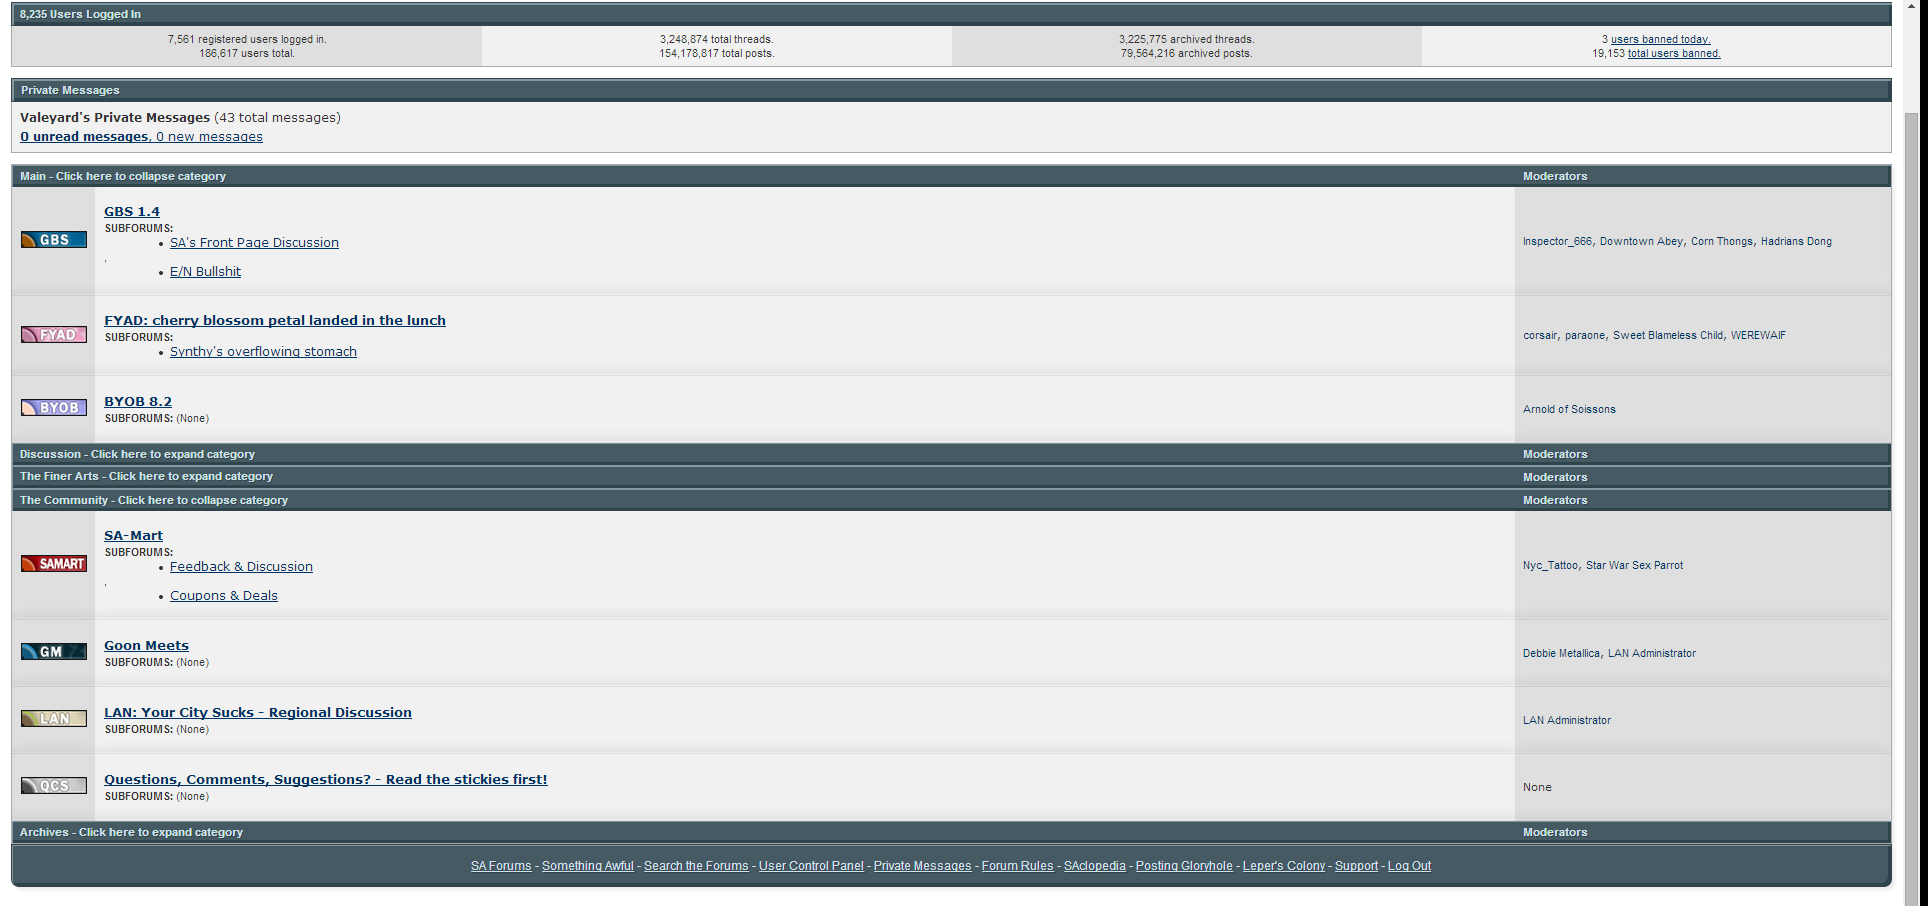 8,235 Users Logged In
7,561 registered users logged in.
186,617 users total.
3,248,874 total threads.
154,178,817 total posts.
3,225,775 archived threads.
79,564,216 archived posts.
3 users banned today.
19,153 total users banned.
Private Messages
Valeyard's Private Messages (43 total messages)
0 unread messages, 0 new messages
Main - Click here to collapse category Moderators
GBS
GBS 1.4
SUBFORUMS:
• SA's Front Page Discussion
,
• E/N Bullshit
Inspector_666, Downtown Abey, Corn Thongs, Hadrians Dong
FYAD
FYAD: cherry blossom petal landed in the lunch
SUBFORUMS:
• Synthy's overflowing stomach
corsair, paraone, Sweet Blameless Child, WEREWAIF
BYOB
BYOB 8.2
SUBFORUMS: (None)
Arnold of Soissons
Discussion - Click here to expand category Moderators
The Finer Arts - Click here to expand category Moderators
The Community - Click here to collapse category Moderators
SAMART
SA-Mart
SUBFORUMS:
• Feedback & Discussion
,
• Coupons & Deals
Nyc_Tattoo, Star War Sex Parrot
GM
Goon Meets
SUBFORUMS: (None)
Debbie Metallica, LAN Administrator
LAN
LAN: Your City Sucks - Regional Discussion
SUBFORUMS: (None)
LAN Administrator
QCS
Questions, Comments, Suggestions? - Read the stickies first!
SUBFORUMS: (None)
None
Archives - Click here to expand category Moderators
SA Forums - Something Awful - Search the Forums - User Control Panel - Private Messages - Forum Rules - SAclopedia - Posting Gloryhole - Leper's Colony - Support - Log Out